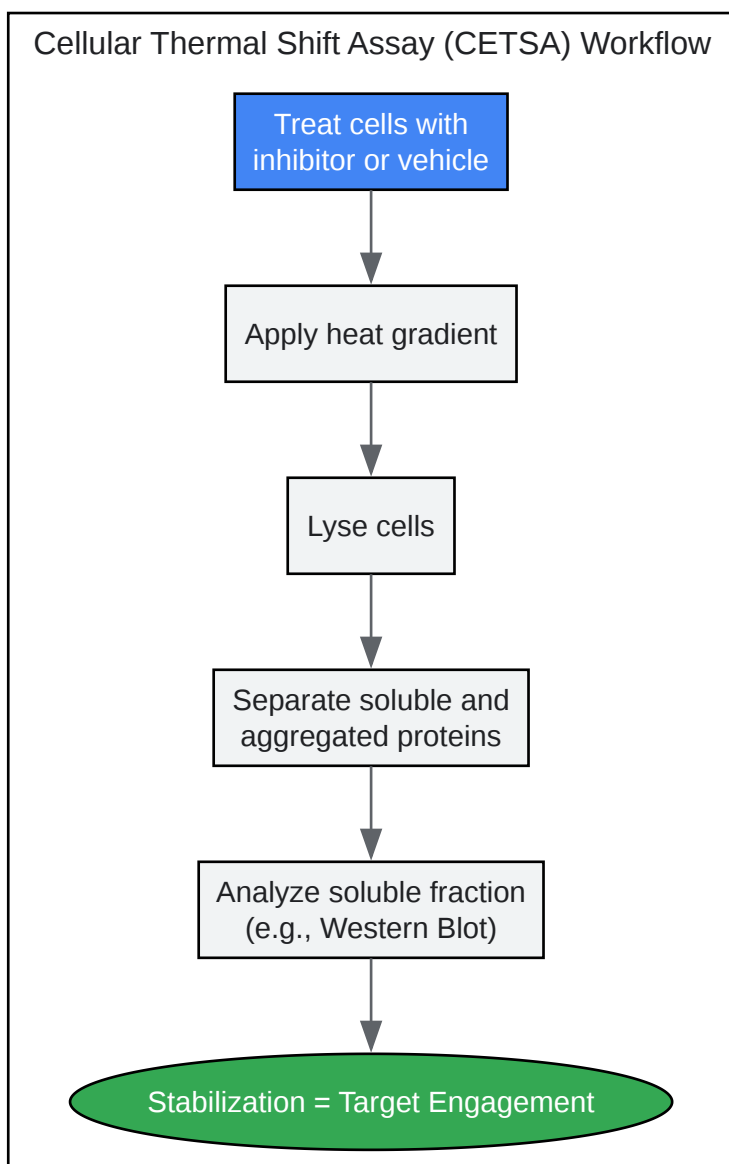 Cellular Thermal Shift Assay (CETSA) Workflow
Treat cells with
inhibitor or vehicle
Apply heat gradient
Lyse cells
Separate soluble and
aggregated proteins
Analyze soluble fraction
(e.g., Western Blot)
Stabilization = Target Engagement